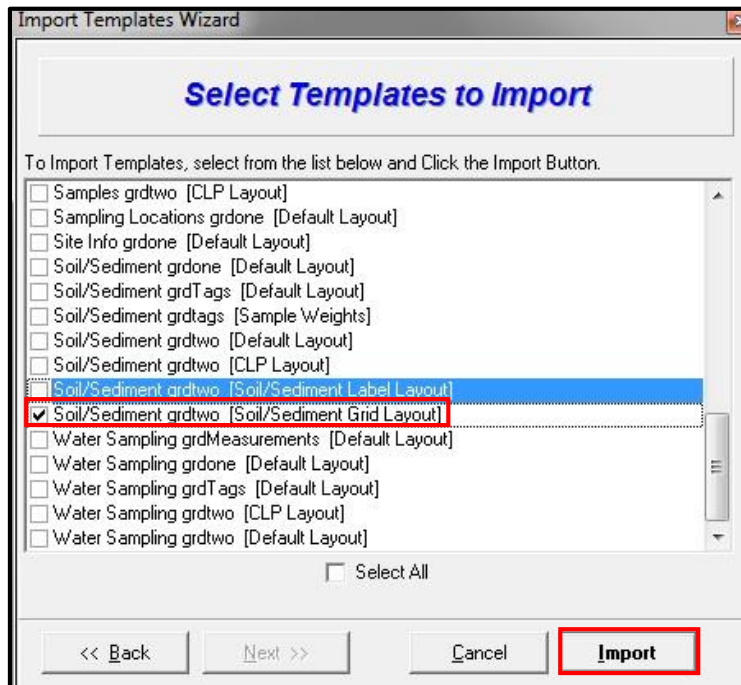 Import Templates Wizard
Select Templates to Import
To Import Templates, select from the list below and Click the Import Button.
Samples grdtwo [CLP Layout]
Sampling Locations grdone [Default Layout]
Site Info grdone [Default Layout]
Soil/Sediment grdone [Default Layout]
Soil/Sediment grdTags [Default Layout]
Soil/Sediment grdtags [Sample Weights]
Soil/Sediment grdtwo [Default Layout]
Soil/Sediment grdtwo [CLP Layout]
Soil/Sediment grdtwo [Soil/Sediment Label Layout]
Soil/Sediment grdtwo [Soil/Sediment Grid Layout]
Water Sampling grdMeasurements [Default Layout]
Water Sampling grdone [Default Layout]
Water Sampling grdTags [Default Layout]
Water Sampling grdtwo [CLP Layout]
Water Sampling grdtwo [Default Layout]
Select All
<< Back Next >> Cancel Import